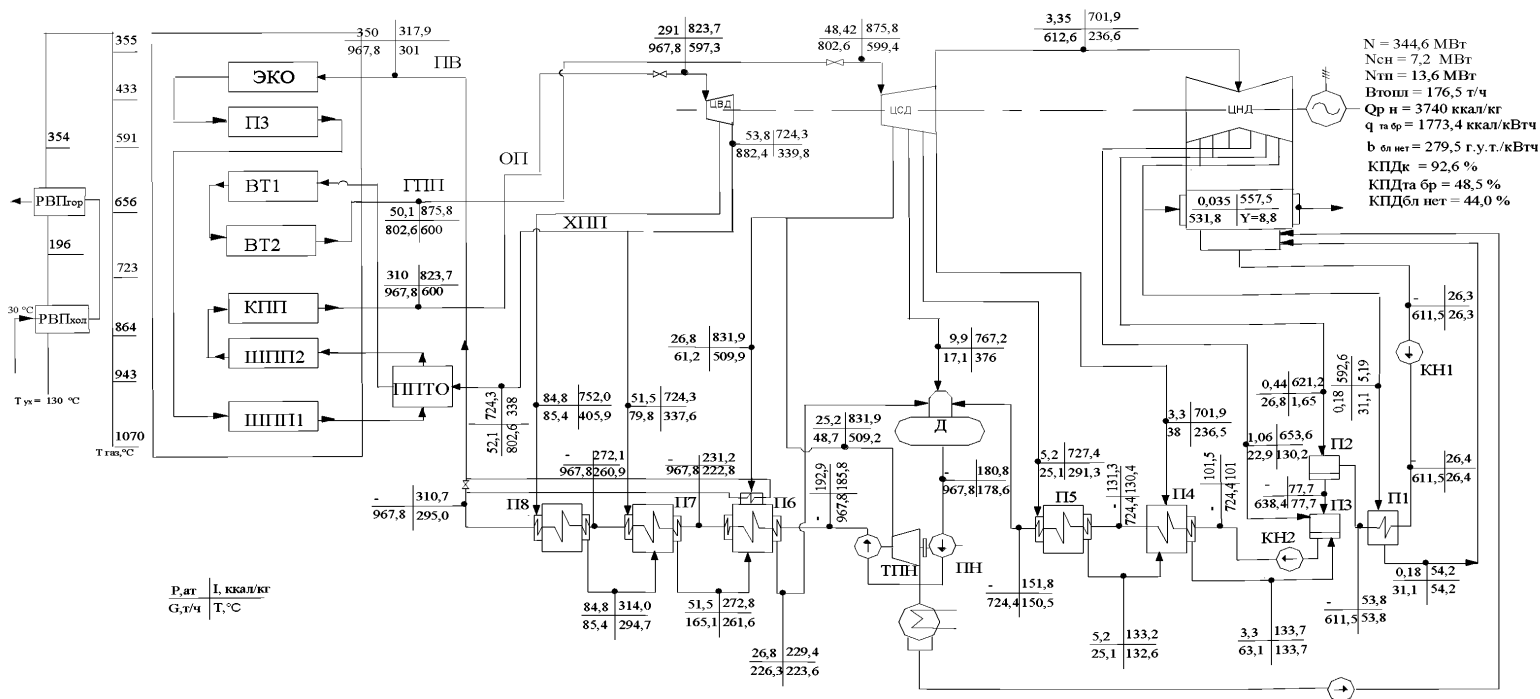 355
433
591
656
723
864
943
1070
Т газ,°С
354
РВПгор
196
30 °С
РВПхол
Т ух = 130 °С
ЭКО
ПЗ
ВТ1
ВТ2
КПП
ШПП2
ШПП1
ППТО
350 317,9
967,8 301
ПВ
ОП
ГПП
50,1 875,8
802,6 600
310 823,7
967,8 600
ХПП
52,1 724,3
802,6 338
291 823,7
967,8 597,3
ЦВД
53,8 724,3
882,4 339,8
48,42 875,8
802,6 599,4
ЦСД
3,35 701,9
612,6 236,6
ЦНД
0,035 557,5
531,8 Y=8,8
N = 344,6 МВт
Nсн = 7,2 МВт
Nтп = 13,6 МВт
Втопл = 176,5 т/ч
Qр н = 3740 ккал/кг
q та бр = 1773,4 ккал/кВтч
b бл нет = 279,5 г.у.т./кВтч
КПДк = 92,6 %
КПДта бр = 48,5 %
КПДбл нет = 44,0 %
- 26,3
611,5 26,3
КН1
- 26,4
611,5 26,4
26,8 831,9
61,2 509,9
9,9 767,2
17,1 376
Д
84,8 752,0
85,4 405,9
51,5 724,3
79,8 337,6
25,2 831,9
48,7 509,2
3,3 701,9
38 236,5
0,44 621,2
26,8 1,65
0,18 592,6
31,1 5,19
1,06 653,6
22,9 130,2
5,2 727,4
25,1 291,3
- 272,1
967,8 260,9
- 231,2
967,8 222,8
- 192,9
967,8 185,8
- 180,8
967,8 178,6
- 131,3
724,4 130,4
- 101,5
724,4 101
- 77,7
638,4 77,7
- 310,7
967,8 295,0
П8
П7
П6
П5
П4
П2
П3
П1
ТПН
ПН
КН2
- 151,8
724,4 150,5
- 53,8
611,5 53,8
0,18 54,2
31,1 54,2
84,8 314,0
85,4 294,7
51,5 272,8
165,1 261,6
26,8 229,4
226,3 223,6
5,2 133,2
25,1 132,6
3,3 133,7
63,1 133,7
Р,ат I, ккал/кг
G,т/ч Т,°С